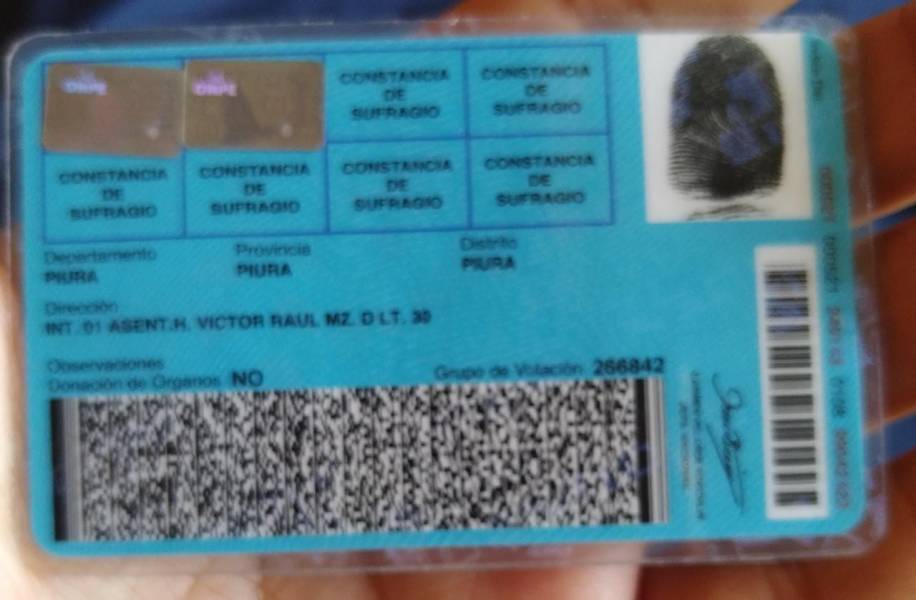 ONPE ONPE CONSTANCIA DE SUFRAGIO CONSTANCIA DE SUFRAGIO
CONSTANCIA DE SUFRAGIO CONSTANCIA DE SUFRAGIO CONSTANCIA DE SUFRAGIO CONSTANCIA DE SUFRAGIO
Departamento Provincia Distrito
PIURA PIURA PIURA
Dirección
INT. 01 ASENT.H. VICTOR RAUL MZ. D LT. 30
Observaciones
Donación de Organos NO Grupo de Votación 266842